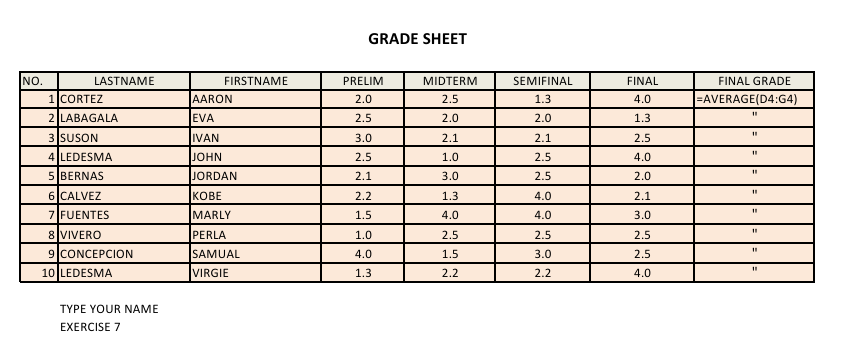 GRADE SHEET
NO. LASTNAME FIRSTNAME PRELIM MIDTERM SEMIFINAL FINAL FINAL GRADE
1 CORTEZ AARON 2.0 2.5 1.3 4.0 =AVERAGE(D4:G4)
2 LABAGALA EVA 2.5 2.0 2.0 1.3 "
3 SUSON IVAN 3.0 2.1 2.1 2.5 "
4 LEDESMA JOHN 2.5 1.0 2.5 4.0 "
5 BERNAS JORDAN 2.1 3.0 2.5 2.0 "
6 CALVEZ KOBE 2.2 1.3 4.0 2.1 "
7 FUENTES MARLY 1.5 4.0 4.0 3.0 "
8 VIVERO PERLA 1.0 2.5 2.5 2.5 "
9 CONCEPCION SAMUAL 4.0 1.5 3.0 2.5 "
10 LEDESMA VIRGIE 1.3 2.2 2.2 4.0 "
TYPE YOUR NAME
EXERCISE 7